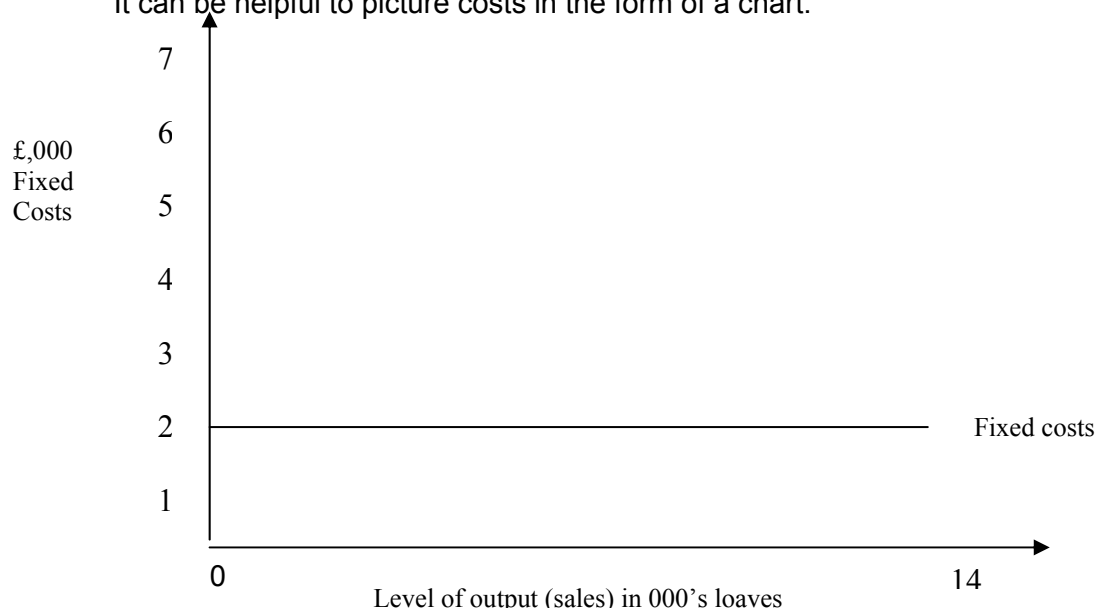 It can be helpful to picture costs in the form of a chart.
7
6
£,000
Fixed
Costs
5
4
3
2
Fixed costs
1
0
14
Level of output (sales) in 000's loaves